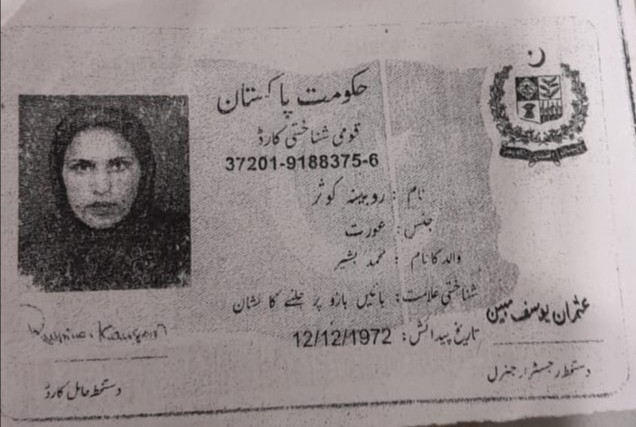 حکومت پاکستان
قومی شناختی کارڈ
37201-9188375-6
نام : روبینہ کوثر
جنس : عورت
والد کا نام : محمد بشیر
شناختی علامت : بائیں بازو پر جلنے کا نشان
تاریخ پیدائش : 12/12/1972
عثمان یوسف مبین
دستخط رجسٹرار جنرل
Kausar
دستخط حامل کارڈ